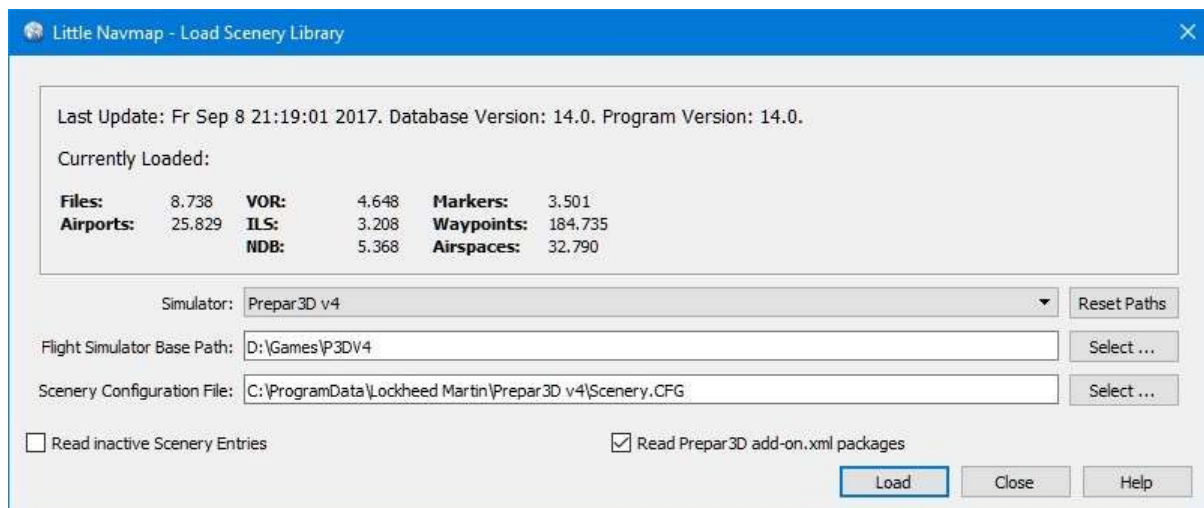 Little Navmap - Load Scenery Library
Last Update: Fr Sep 8 21:19:01 2017. Database Version: 14.0. Program Version: 14.0.
Currently Loaded:
Files: 8.738 VOR: 4.648 Markers: 3.501
Airports: 25.829 ILS: 3.208 Waypoints: 184.735
NDB: 5.368 Airspaces: 32.790
Simulator: Prepar3D v4 Reset Paths
Flight Simulator Base Path: D:\Games\P3DV4 Select ...
Scenery Configuration File: C:\ProgramData\Lockheed Martin\Prepar3D v4\Scenery.CFG Select ...
Read inactive Scenery Entries Read Prepar3D add-on.xml packages
Load Close Help